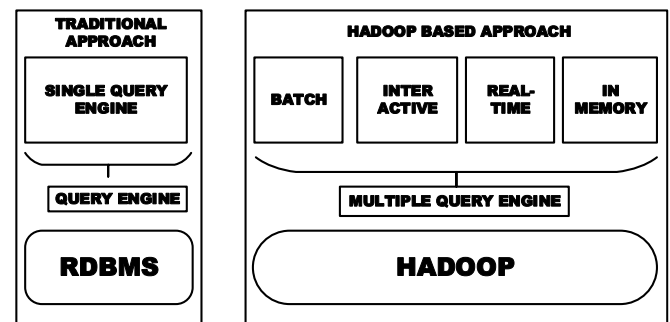 TRADITIONAL
APPROACH
SINGLE QUERY
ENGINE
QUERY ENGINE
RDBMS
HADOOP BASED APPROACH
BATCH
INTER
ACTIVE
REAL-
TIME
IN
MEMORY
MULTIPLE QUERY ENGINE
HADOOP